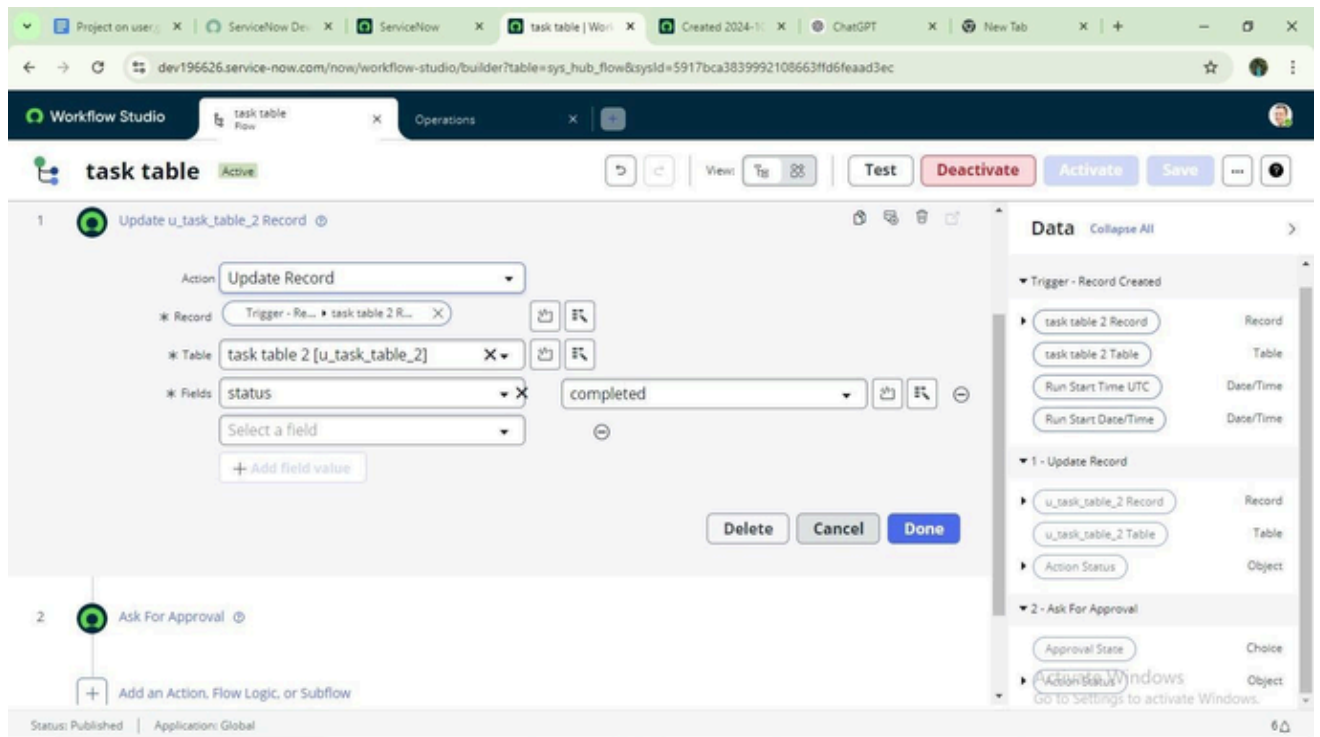 Project on user g
ServiceNow Dev
ServiceNow
task table | Work
Created 2024-10
ChatGPT
New Tab
dev196626.service-now.com/now/workflow-studio/builder?table=sys_hub_flow&sysId=5917bca3839992108663ffd6feaad3ec
Workflow Studio
task table
Flow
Operations
task table Active
View:
Test
Deactivate
Activate
Save
1 Update u_task_table_2 Record
Data Collapse All
Action Update Record
Trigger - Record Created
* Record Trigger - Re... ▸ task table 2 R...
task table 2 Record Record
* Table task table 2 [u_task_table_2]
task table 2 Table Table
* Fields status completed
Run Start Time UTC Date/Time
Select a field
Run Start Date/Time Date/Time
+ Add field value
1 - Update Record
u_task_table_2 Record Record
Delete Cancel Done
u_task_table_2 Table Table
Action Status Object
2 Ask For Approval
2 - Ask For Approval
Approval State Choice
Action Status Object
Activate Windows
Go to Settings to activate Windows.
+ Add an Action, Flow Logic, or Subflow
Status: Published | Application: Global
6